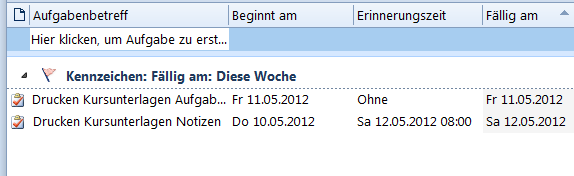 Aufgabenbetreff Beginnt am Erinnerungszeit Fällig am
Hier klicken, um Aufgabe zu erst...
Kennzeichen: Fällig am: Diese Woche
Drucken Kursunterlagen Aufgab... Fr 11.05.2012 Ohne Fr 11.05.2012
Drucken Kursunterlagen Notizen Do 10.05.2012 Sa 12.05.2012 08:00 Sa 12.05.2012